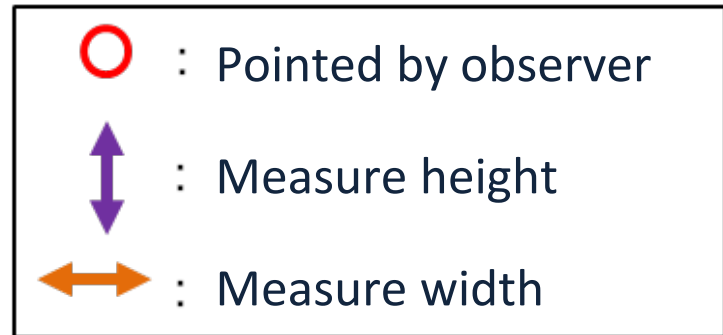 : Pointed by observer
: Measure height
: Measure width